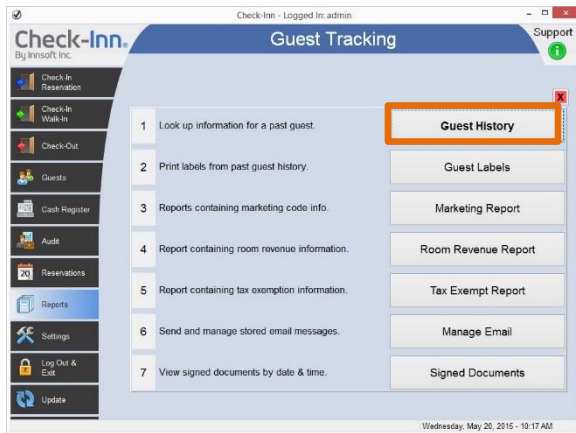 Check-Inn - Logged In: admin
Check-Inn®
By Innsoft Inc.
Guest Tracking
Support
i
X
Check-In
Reservation
Check-In
Walk-In
Check-Out
Guests
Cash Register
Audit
20
Reservations
Reports
Settings
Log Out &
Exit
Update
1 Look up information for a past guest. Guest History
2 Print labels from past guest history. Guest Labels
3 Reports containing marketing code info. Marketing Report
4 Report containing room revenue information. Room Revenue Report
5 Report containing tax exemption information. Tax Exempt Report
6 Send and manage stored email messages. Manage Email
7 View signed documents by date & time. Signed Documents
Wednesday, May 20, 2015 - 10:17 AM